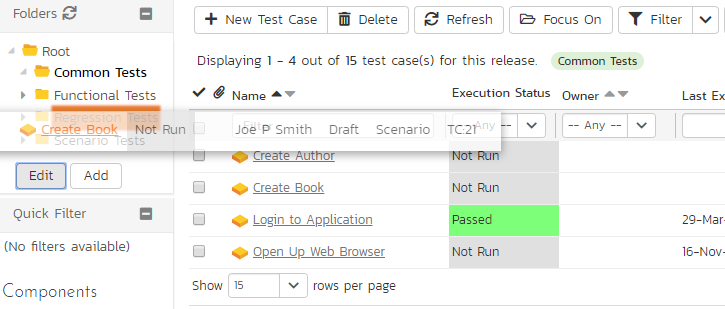 Folders
Root
Common Tests
Functional Tests
Regression Tests
Scenario Tests
Edit Add
Quick Filter
(No filters available)
Components
New Test Case Delete Refresh Focus On Filter
Displaying 1 - 4 out of 15 test case(s) for this release. Common Tests
Name Execution Status Owner Last Ex
Any -- -- Any --
Create Book Not Run Joe P Smith Draft Scenario TC:21
Create Author Not Run
Create Book Not Run
Login to Application Passed 29-Mar-
Open Up Web Browser Not Run 16-Nov-
Show 15 rows per page